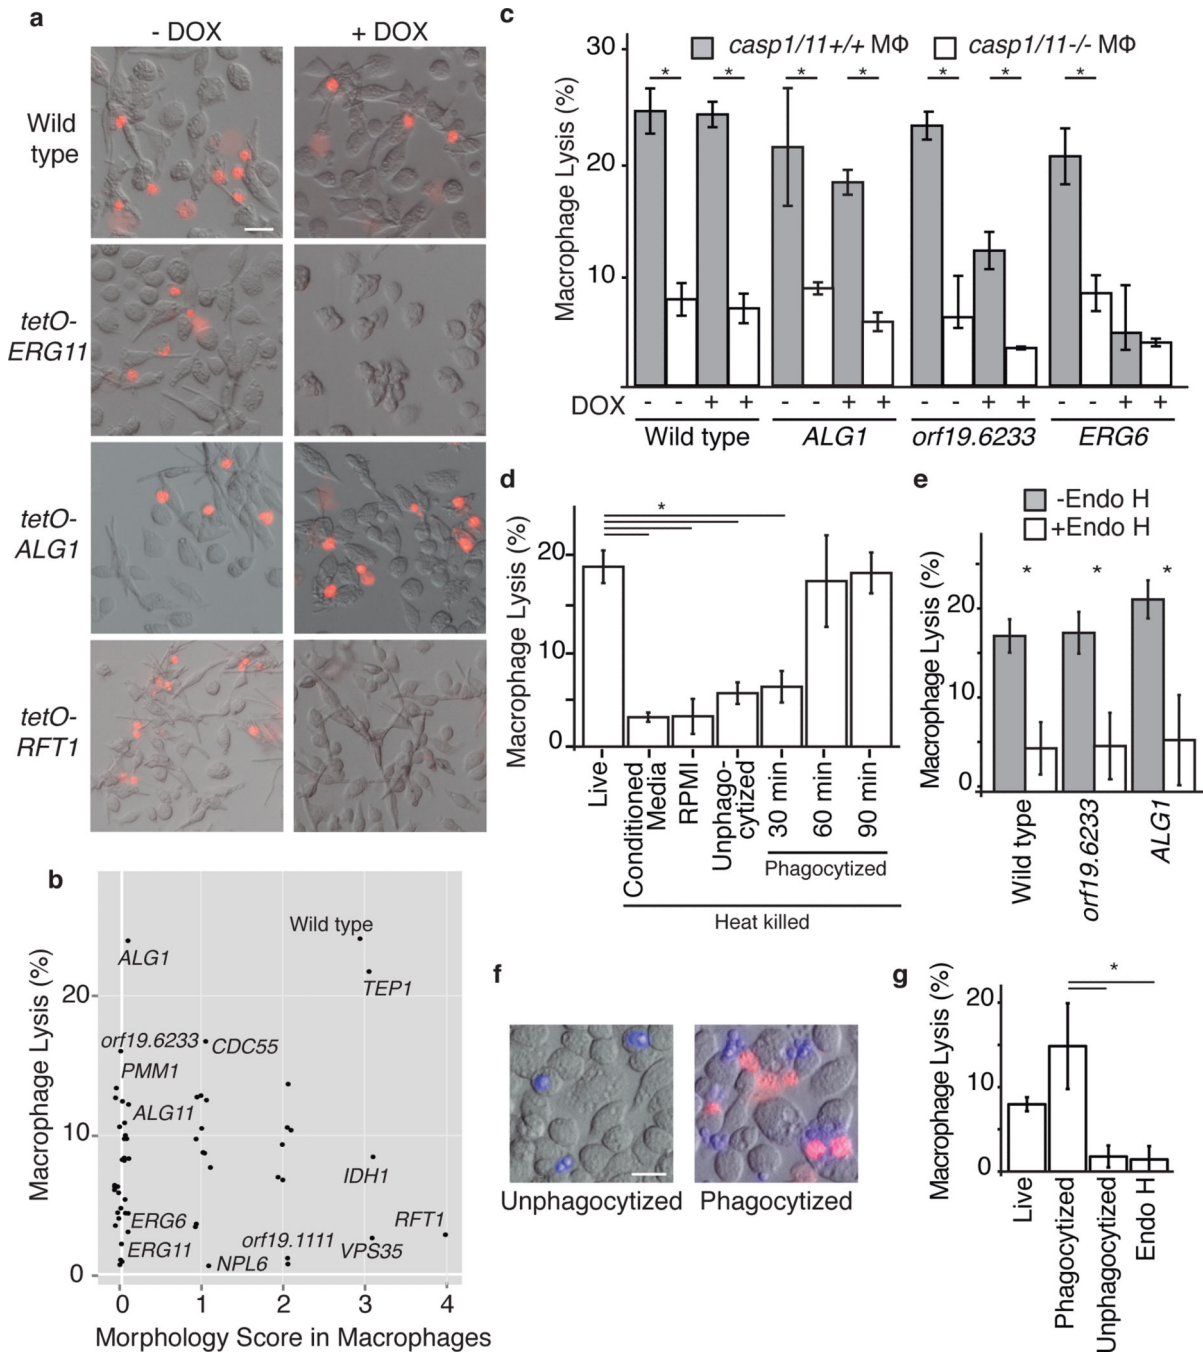 a
- DOX
+ DOX
Wild
type
tetO-
ERG11
tetO-
ALG1
tetO-
RFT1
c
casp1/11+/+ MΦ
casp1/11-/- MΦ
Macrophage Lysis (%)
30
20
10
DOX - - + + - - + + - - + + - - + +
Wild type
ALG1
orf19.6233
ERG6
d
Macrophage Lysis (%)
20
10
0
*
Live
Conditioned
Media
RPMI
Unphago-
cytized
30 min
60 min
90 min
Phagocytized
Heat killed
e
-Endo H
+Endo H
Macrophage Lysis (%)
20
10
0
* * *
Wild type
orf19.6233
ALG1
b
Macrophage Lysis (%)
20
10
0
Wild type
ALG1
TEP1
orf19.6233
CDC55
PMM1
ALG11
IDH1
ERG6
RFT1
orf19.1111
ERG11
VPS35
NPL6
0 1 2 3 4
Morphology Score in Macrophages
f
Unphagocytized
Phagocytized
g
Macrophage Lysis (%)
20
10
0
*
Live
Phagocytized
Unphagocytized
Endo H